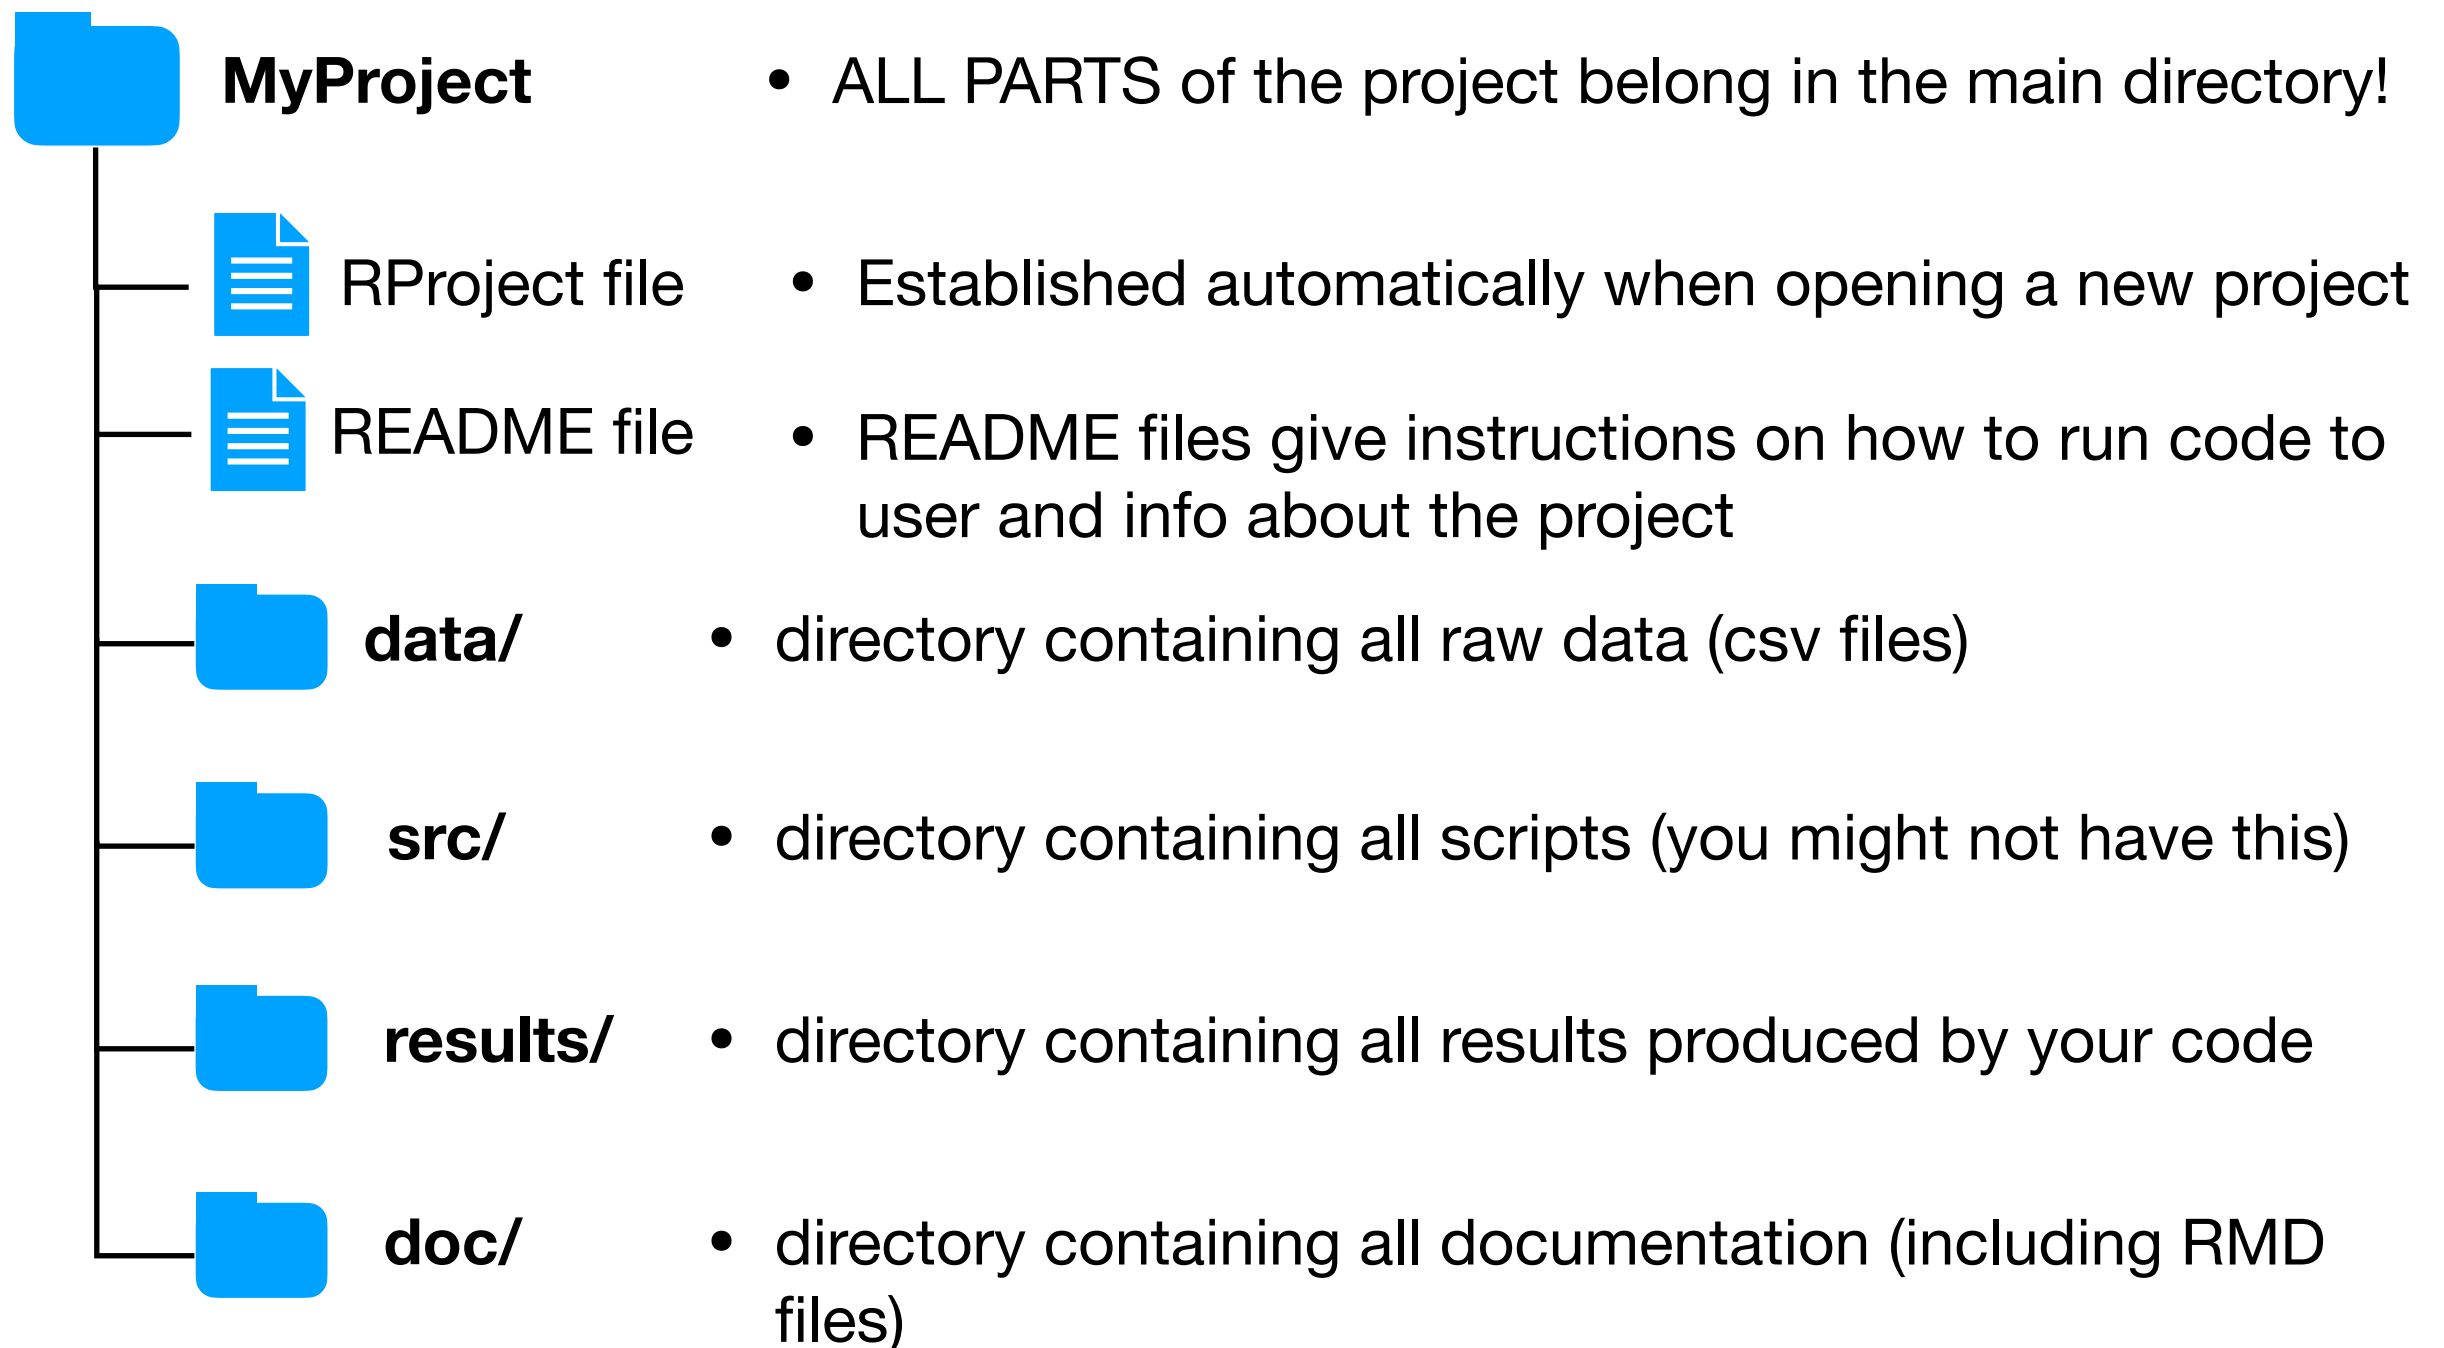 MyProject
• ALL PARTS of the project belong in the main directory!
RProject file
• Established automatically when opening a new project
README file
• README files give instructions on how to run code to
user and info about the project
data/
• directory containing all raw data (csv files)
src/
• directory containing all scripts (you might not have this)
results/
• directory containing all results produced by your code
doc/
• directory containing all documentation (including RMD
files)